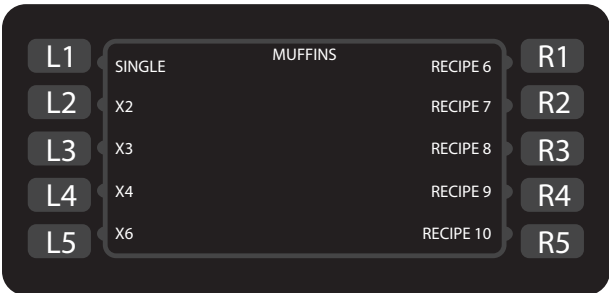 MUFFINS
L1 SINGLE RECIPE 6 R1
L2 X2 RECIPE 7 R2
L3 X3 RECIPE 8 R3
L4 X4 RECIPE 9 R4
L5 X6 RECIPE 10 R5